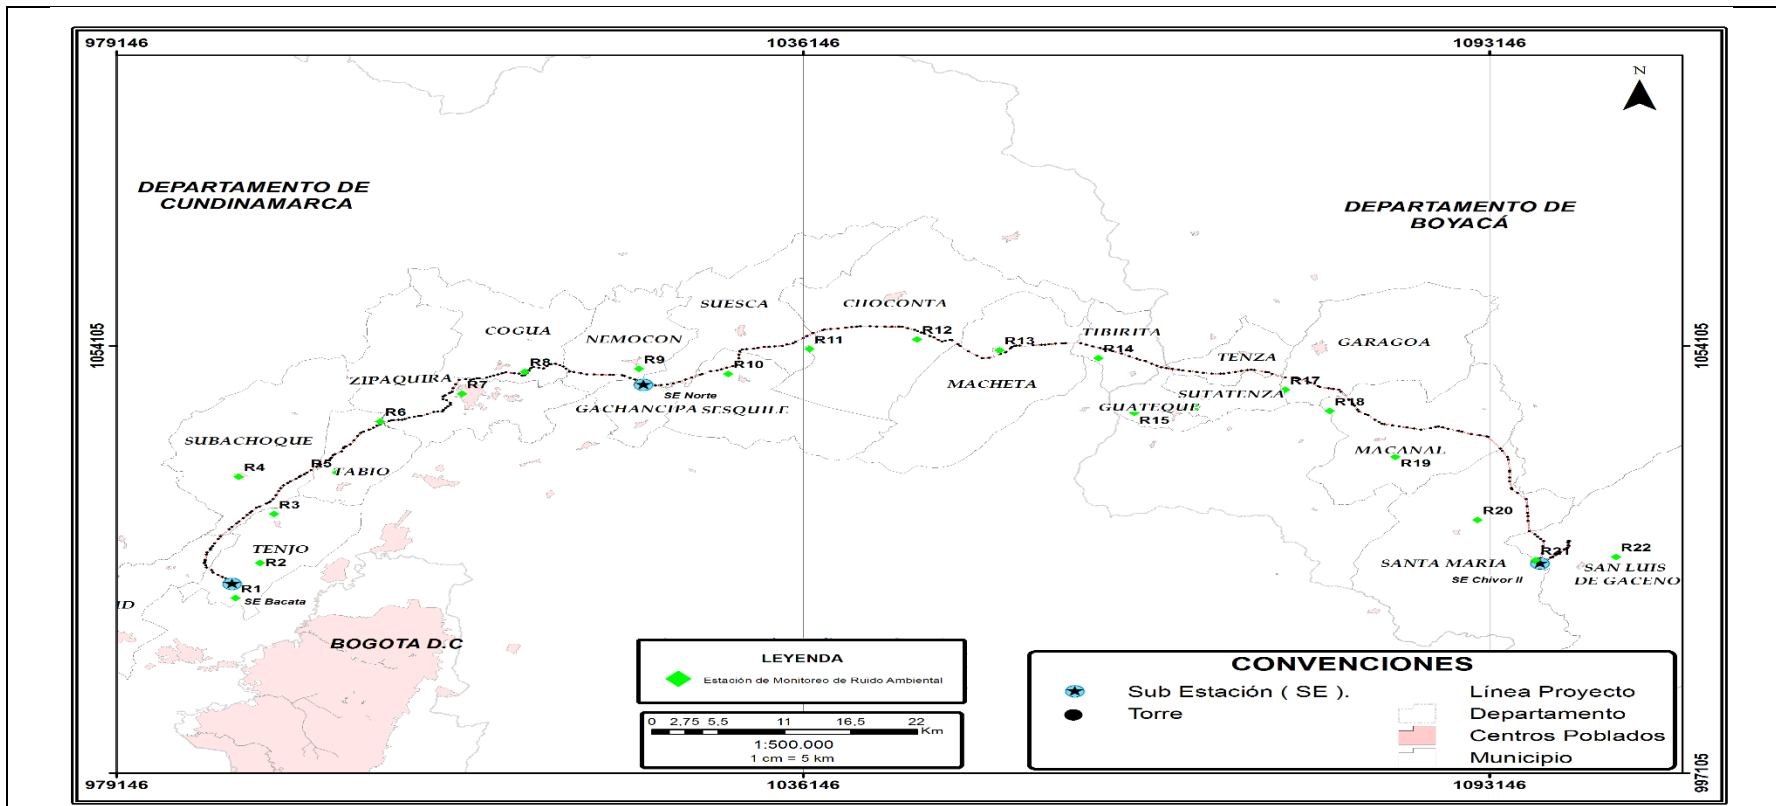 979146
1036146
1093146
N
DEPARTAMENTO DE
CUNDINAMARCA
DEPARTAMENTO DE
BOYACÁ
SUESCA
CHOCONTA
COGUA
NEMOCON
TIBIRITA
GARAGOA
1054105
1054105
R11
R12
R13
R14
TENZA
R8
R9
R10
ZIPAQUIRA
R7
MACHETA
SE Norte
R17
SUTATENZA
GACHANCIPA
SESQUILE
GUATEQUE
R18
R6
R15
SUBACHOQUE
MACANAL
R4
R5
TABIO
R19
R3
R20
TENJO
R2
R21
R22
SANTA MARIA
SAN LUIS
DE GACENO
SE Chivor II
R1
SE Bacata
ID
BOGOTA D.C
LEYENDA
Estación de Monitoreo de Ruido Ambiental
0 2,75 5,5 11 16,5 22
Km
1:500.000
1 cm = 5 km
CONVENCIONES
Sub Estación ( SE ).
Torre
Línea Proyecto
Departamento
Centros Poblados
Municipio
997105
979146
1036146
1093146